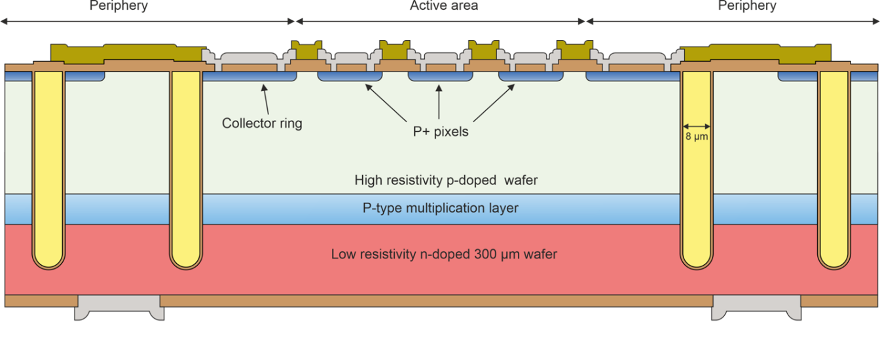 Periphery
Active area
Periphery
Collector ring
P+ pixels
8 µm
High resistivity p-doped wafer
P-type multiplication layer
Low resistivity n-doped 300 µm wafer